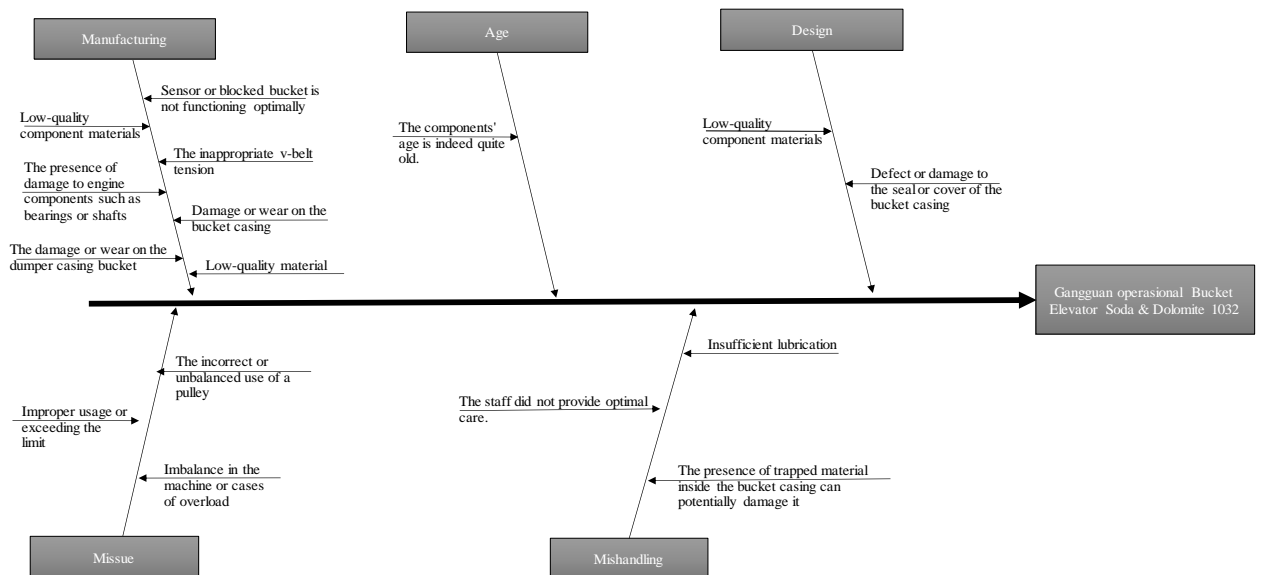 Manufacturing
Age
Design
Sensor or blocked bucket is
not functioning optimally
Low-quality
component materials
The inappropriate v-belt
tension
The presence of
damage to engine
components such as
bearings or shafts
Damage or wear on the
bucket casing
The damage or wear on the
dumper casing bucket
Low-quality material
The components'
age is indeed quite
old.
Low-quality
component materials
Defect or damage to
the seal or cover of the
bucket casing
Gangguan operasional Bucket
Elevator Soda & Dolomite 1032
The incorrect or
unbalanced use of a
pulley
Improper usage or
exceeding the
limit
Imbalance in the
machine or cases
of overload
Insufficient lubrication
The staff did not provide optimal
care.
The presence of trapped material
inside the bucket casing can
potentially damage it
Missue
Mishandling